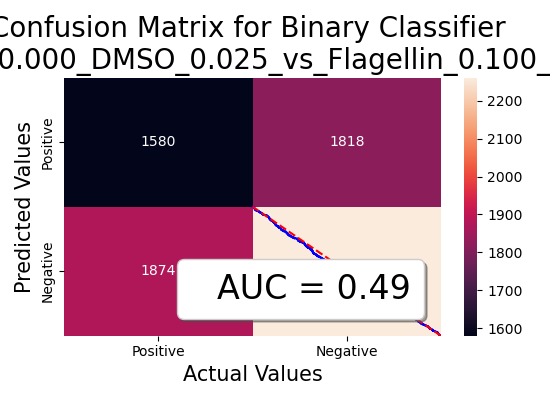 Confusion Matrix for Binary Classifier
0.000_DMSO_0.025_vs_Flagellin_0.100_
Predicted Values
Positive
Negative
1580
1818
1874
AUC = 0.49
Positive
Negative
Actual Values
2200
2100
2000
1900
1800
1700
1600